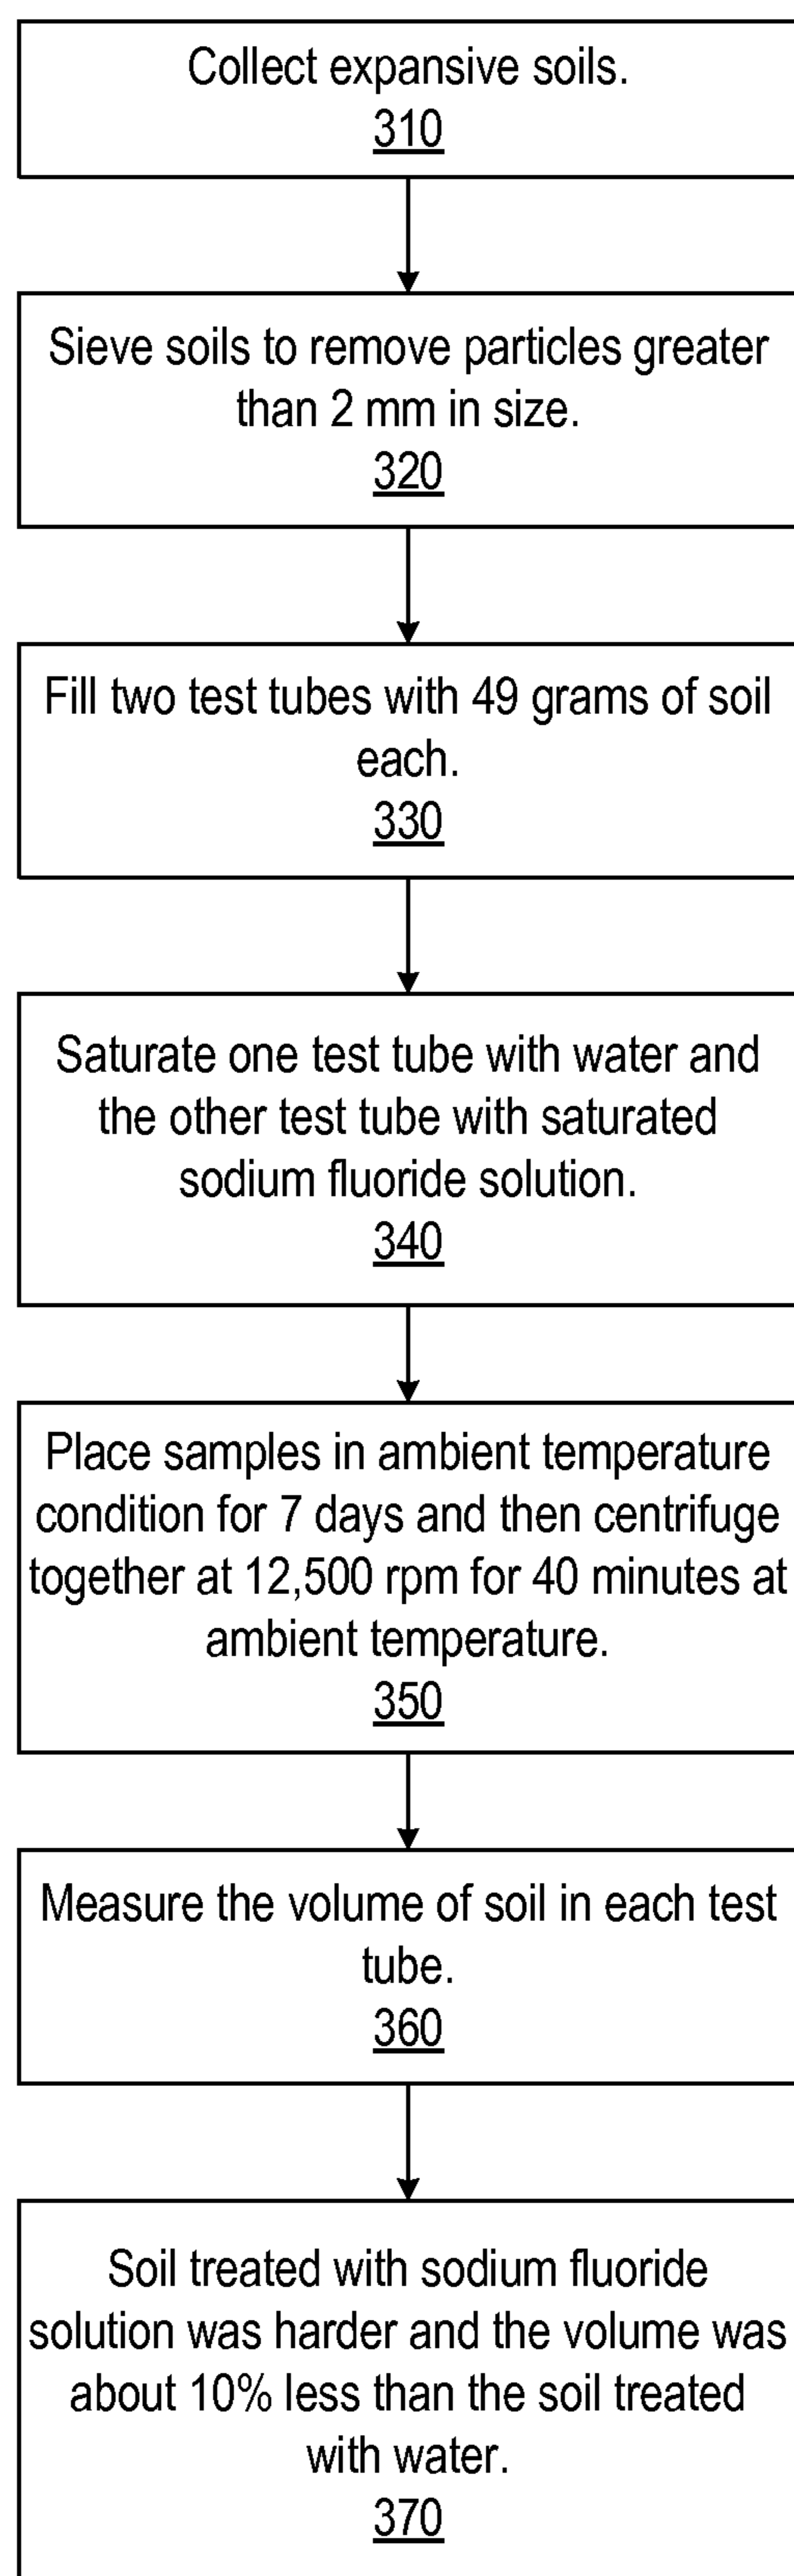 Collect expansive soils.
310
Sieve soils to remove particles greater
than 2 mm in size.
320
Fill two test tubes with 49 grams of soil
each.
330
Saturate one test tube with water and
the other test tube with saturated
sodium fluoride solution.
340
Place samples in ambient temperature
condition for 7 days and then centrifuge
together at 12,500 rpm for 40 minutes at
ambient temperature.
350
Measure the volume of soil in each test
tube.
360
Soil treated with sodium fluoride
solution was harder and the volume was
about 10% less than the soil treated
with water.
370